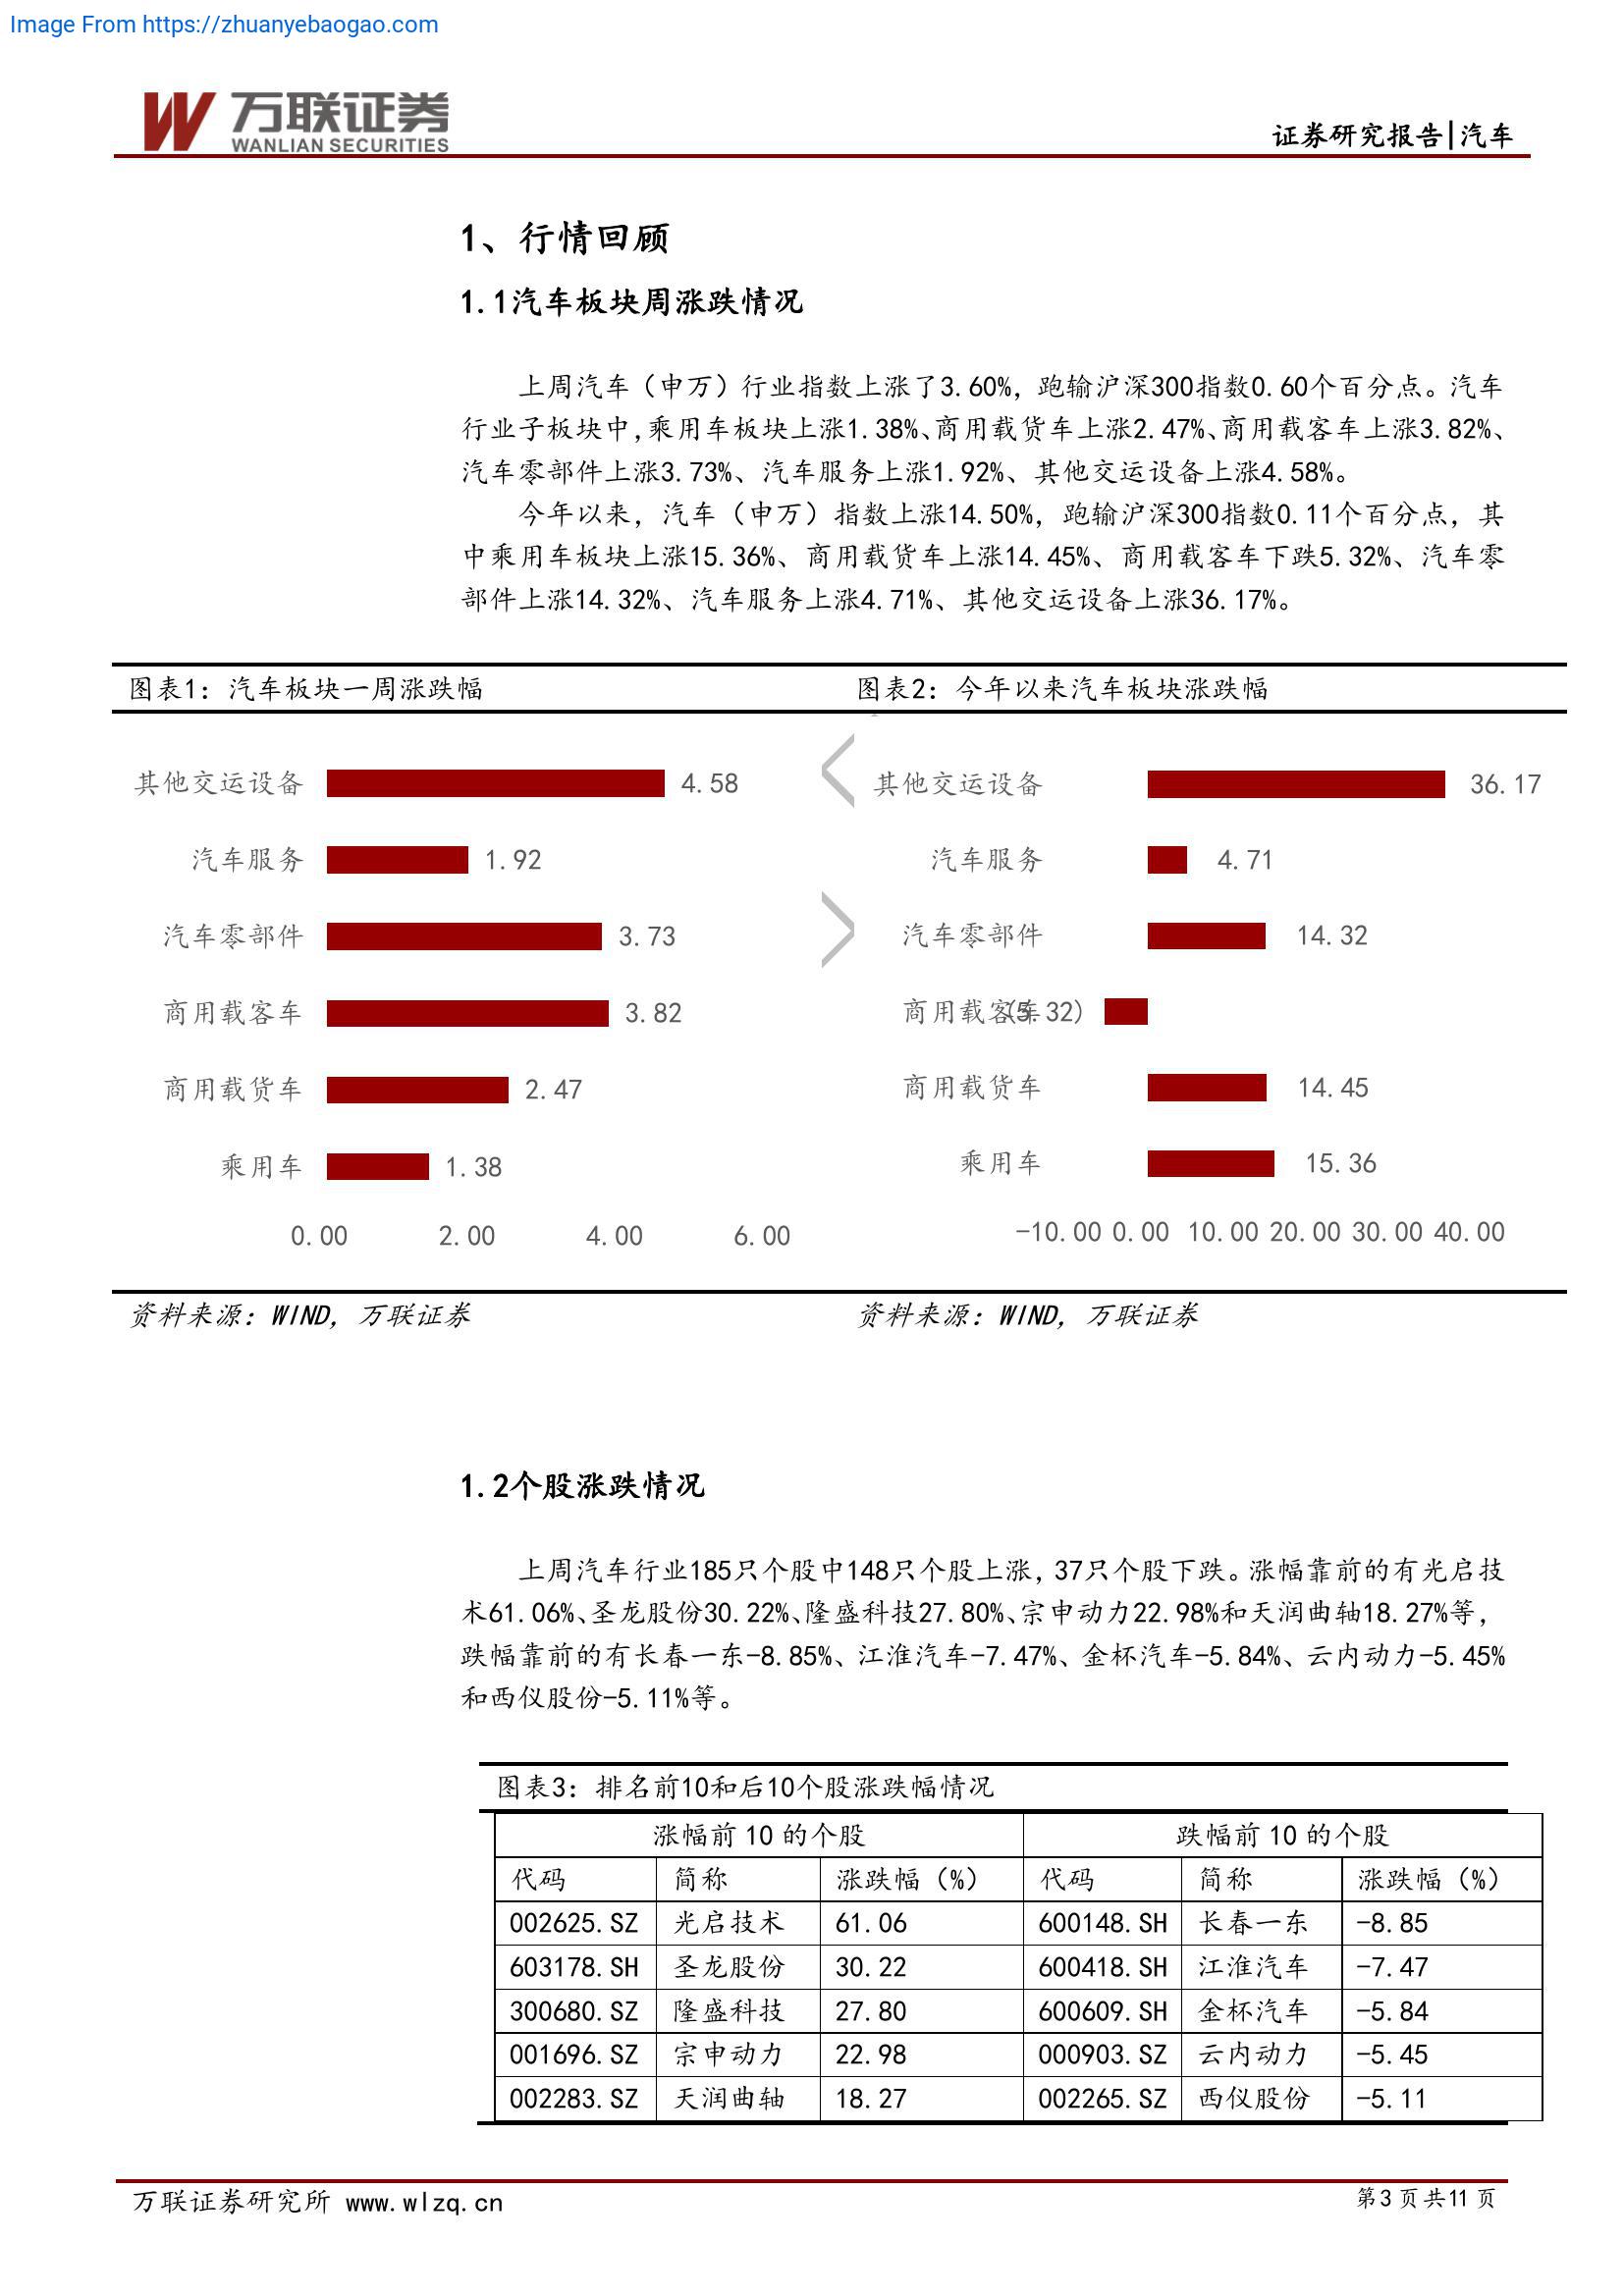 Image From https://zhuanyebaogao.com
万联证券
WANLIAN SECURITIES
证券研究报告|汽车
1、行情回顾
1.1汽车板块周涨跌情况
上周汽车（申万）行业指数上涨了3.60%，跑输沪深300指数0.60个百分点。汽车
行业子板块中,乘用车板块上涨1.38%、商用载货车上涨2.47%、商用载客车上涨3.82%、
汽车零部件上涨3.73%、汽车服务上涨1.92%、其他交运设备上涨4.58%。
今年以来，汽车（申万）指数上涨14.50%，跑输沪深300指数0.11个百分点，其
中乘用车板块上涨15.36%、商用载货车上涨14.45%、商用载客车下跌5.32%、汽车零
部件上涨14.32%、汽车服务上涨4.71%、其他交运设备上涨36.17%。
图表1：汽车板块一周涨跌幅
其他交运设备 4.58
汽车服务 1.92
汽车零部件 3.73
商用载客车 3.82
商用载货车 2.47
乘用车 1.38
0.00 2.00 4.00 6.00
资料来源：WIND，万联证券
图表2：今年以来汽车板块涨跌幅
其他交运设备 36.17
汽车服务 4.71
汽车零部件 14.32
商用载客车 (5.32)
商用载货车 14.45
乘用车 15.36
-10.00 0.00 10.00 20.00 30.00 40.00
资料来源：WIND，万联证券
1.2个股涨跌情况
上周汽车行业185只个股中148只个股上涨，37只个股下跌。涨幅靠前的有光启技
术61.06%、圣龙股份30.22%、隆盛科技27.80%、宗申动力22.98%和天润曲轴18.27%等，
跌幅靠前的有长春一东-8.85%、江淮汽车-7.47%、金杯汽车-5.84%、云内动力-5.45%
和西仪股份-5.11%等。
图表3：排名前10和后10个股涨跌幅情况
涨幅前 10 的个股 跌幅前 10 的个股
代码 简称 涨跌幅（%） 代码 简称 涨跌幅（%）
002625.SZ 光启技术 61.06 600148.SH 长春一东 -8.85
603178.SH 圣龙股份 30.22 600418.SH 江淮汽车 -7.47
300680.SZ 隆盛科技 27.80 600609.SH 金杯汽车 -5.84
001696.SZ 宗申动力 22.98 000903.SZ 云内动力 -5.45
002283.SZ 天润曲轴 18.27 002265.SZ 西仪股份 -5.11
万联证券研究所 www.wlzq.cn
第 3 页 共 11 页